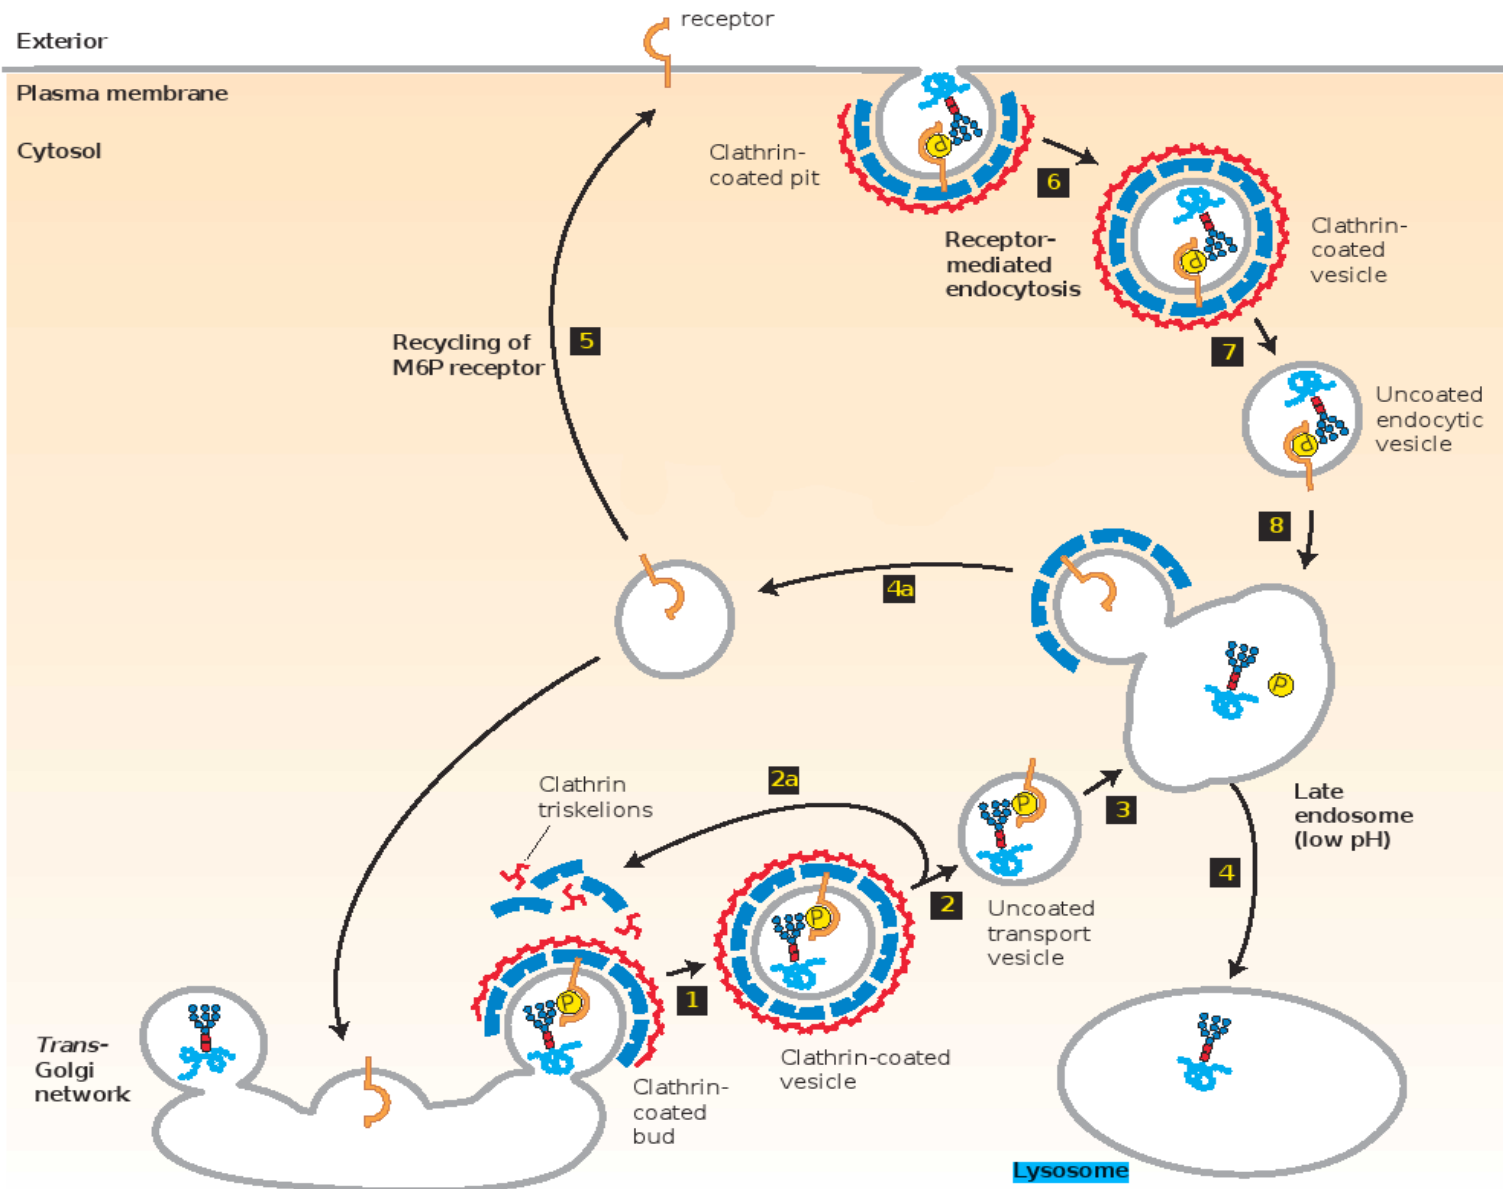 receptor
Exterior
Plasma membrane
Cytosol
Clathrin-
coated pit
P
6
Receptor-
mediated
endocytosis
P
Clathrin-
coated
vesicle
7
Recycling of
M6P receptor
5
P
Uncoated
endocytic
vesicle
8
4a
P
2a
Clathrin
triskelions
P
3
Late
endosome
(low pH)
4
P
2
Uncoated
transport
vesicle
P
1
Clathrin-coated
vesicle
Trans-
Golgi
network
Clathrin-
coated
bud
Lysosome